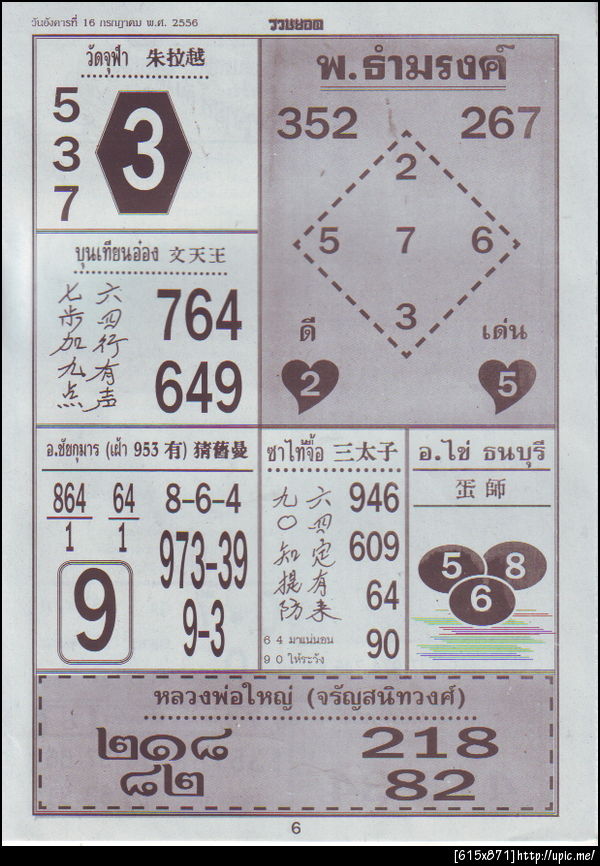 วันอังคารที่ 16 กรกฎาคม พ.ศ. 2556
รวมยอด
วัดจุฬา 朱拉越
5
3
7
3
พ.ธำมรงค์
352 267
2
5 7 6
3
ดี เด่น
2 5
บุนเทียนอ๋อง 文天王
六四行有声
七步加九点
764
649
อ.ชัยกุมาร (เฝ้า 953 有) 猜舊曼
864
1
64
1
9
8-6-4
973-39
9-3
ซาไท้จื้อ 三太子
六四定有来
九〇知提防
946
609
64
90
6 4 มาแน่นอน
9 0 ให้ระวัง
อ.ไข่ ธนบุรี
蛋師
5 8
6
หลวงพ่อใหญ่ (จรัญสนิทวงศ์)
๒๑๘ 218
๘๒ 82
6
[615x871]http://upic.me/